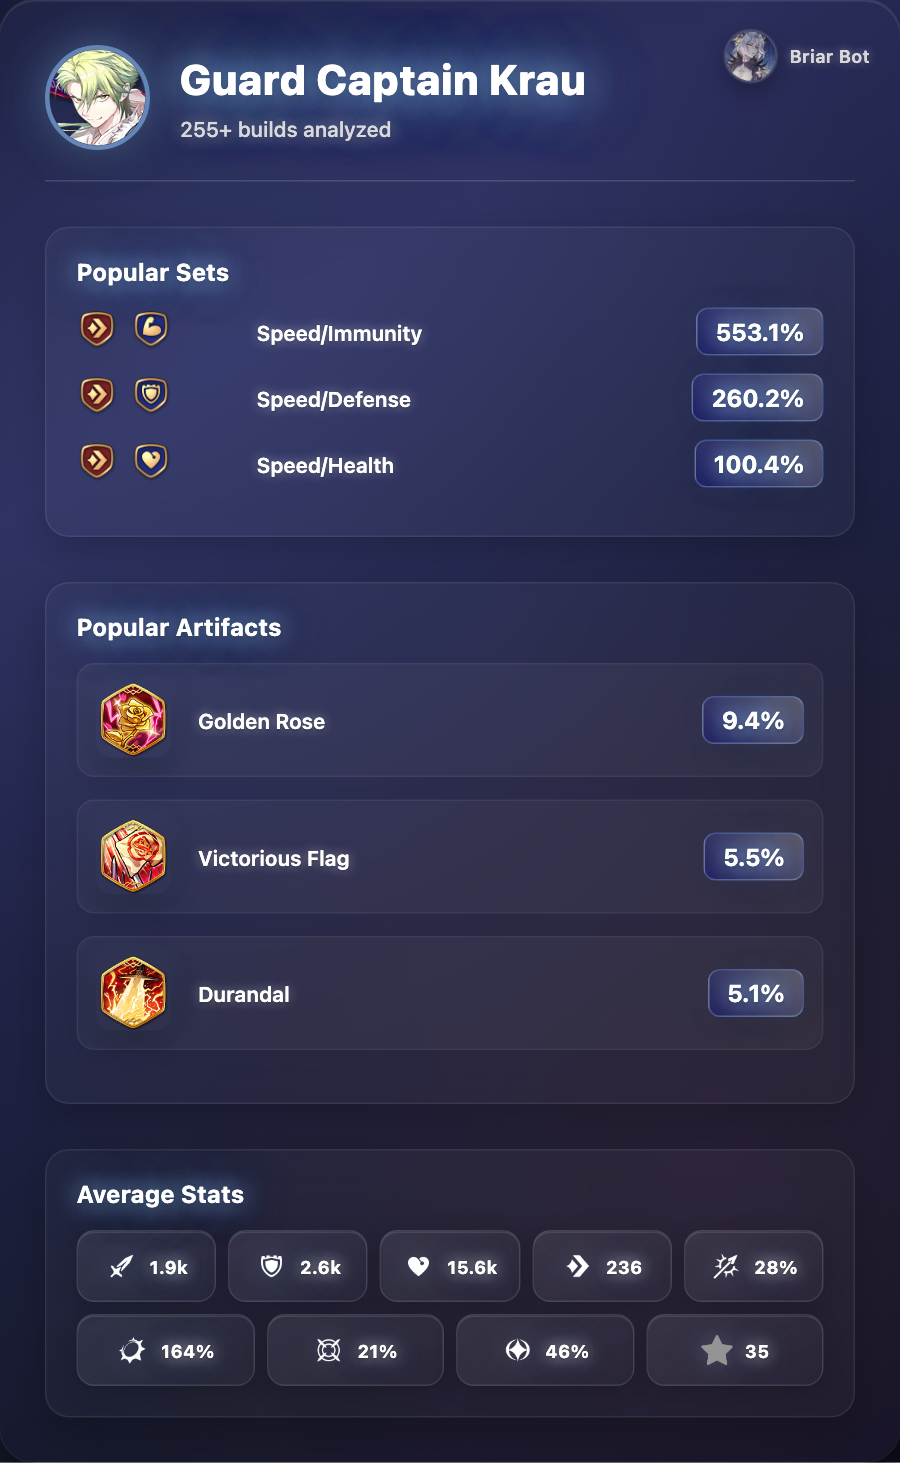 Guard Captain Krau
255+ builds analyzed
Briar Bot
Popular Sets
Speed/Immunity 553.1%
Speed/Defense 260.2%
Speed/Health 100.4%
Popular Artifacts
Golden Rose 9.4%
Victorious Flag 5.5%
Durandal 5.1%
Average Stats
1.9k 2.6k 15.6k 236 28%
164% 21% 46% 35